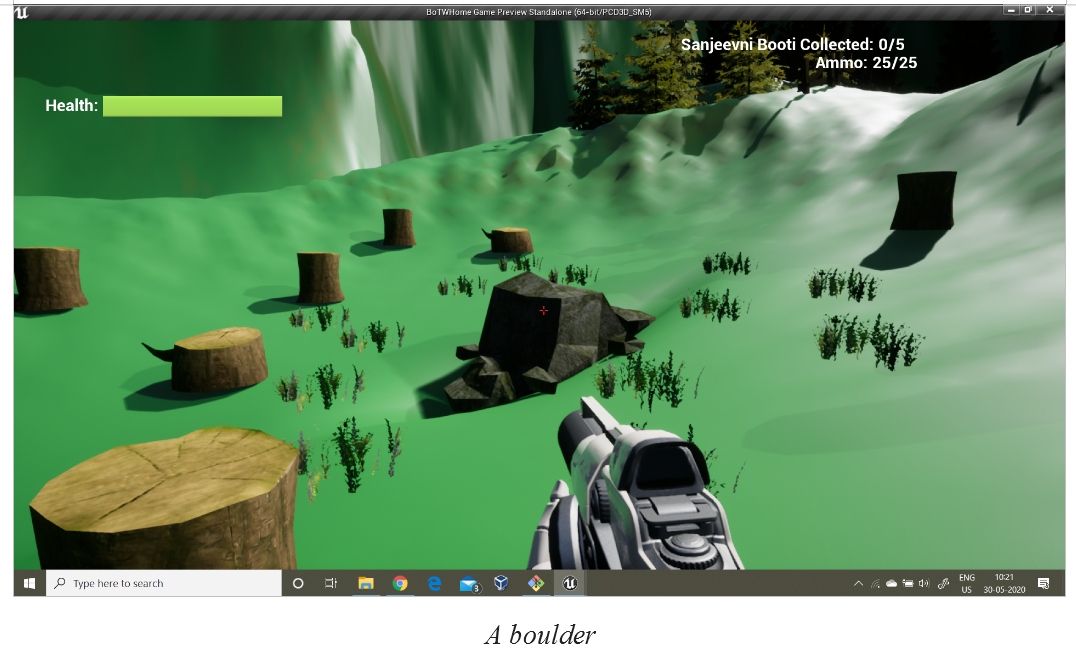 BoTWHome Game Preview Standalone (64-bit/PCD3D_SM5)
Sanjeevni Booti Collected: 0/5
Ammo: 25/25
Health:
Type here to search
3
ENG
US
10:21
30-05-2020
A boulder